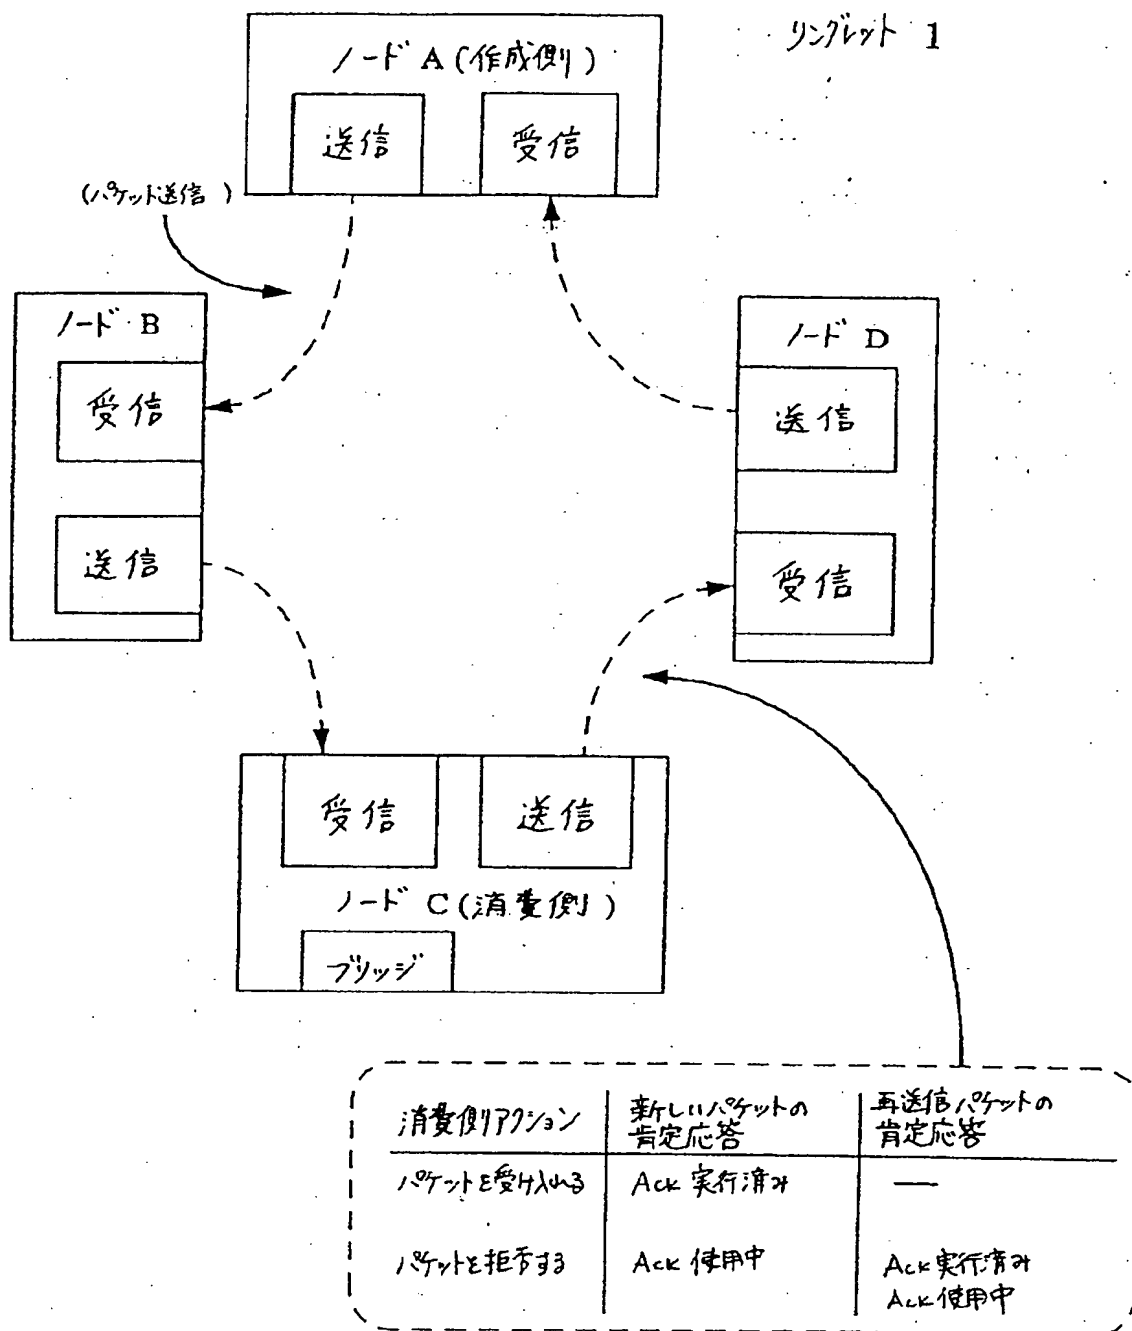 リングレット 1
ノード A (作成側)
送信
受信
(パケット送信)
ノード B
受信
送信
ノード D
送信
受信
受信
送信
ノード C (消費側)
ブリッジ
消費側アクション
新しいパケットの
肯定応答
再送信パケットの
肯定応答
パケットを受け入れる
Ack 実行済み
—
パケットを拒否する
Ack 使用中
Ack 実行済み
Ack 使用中